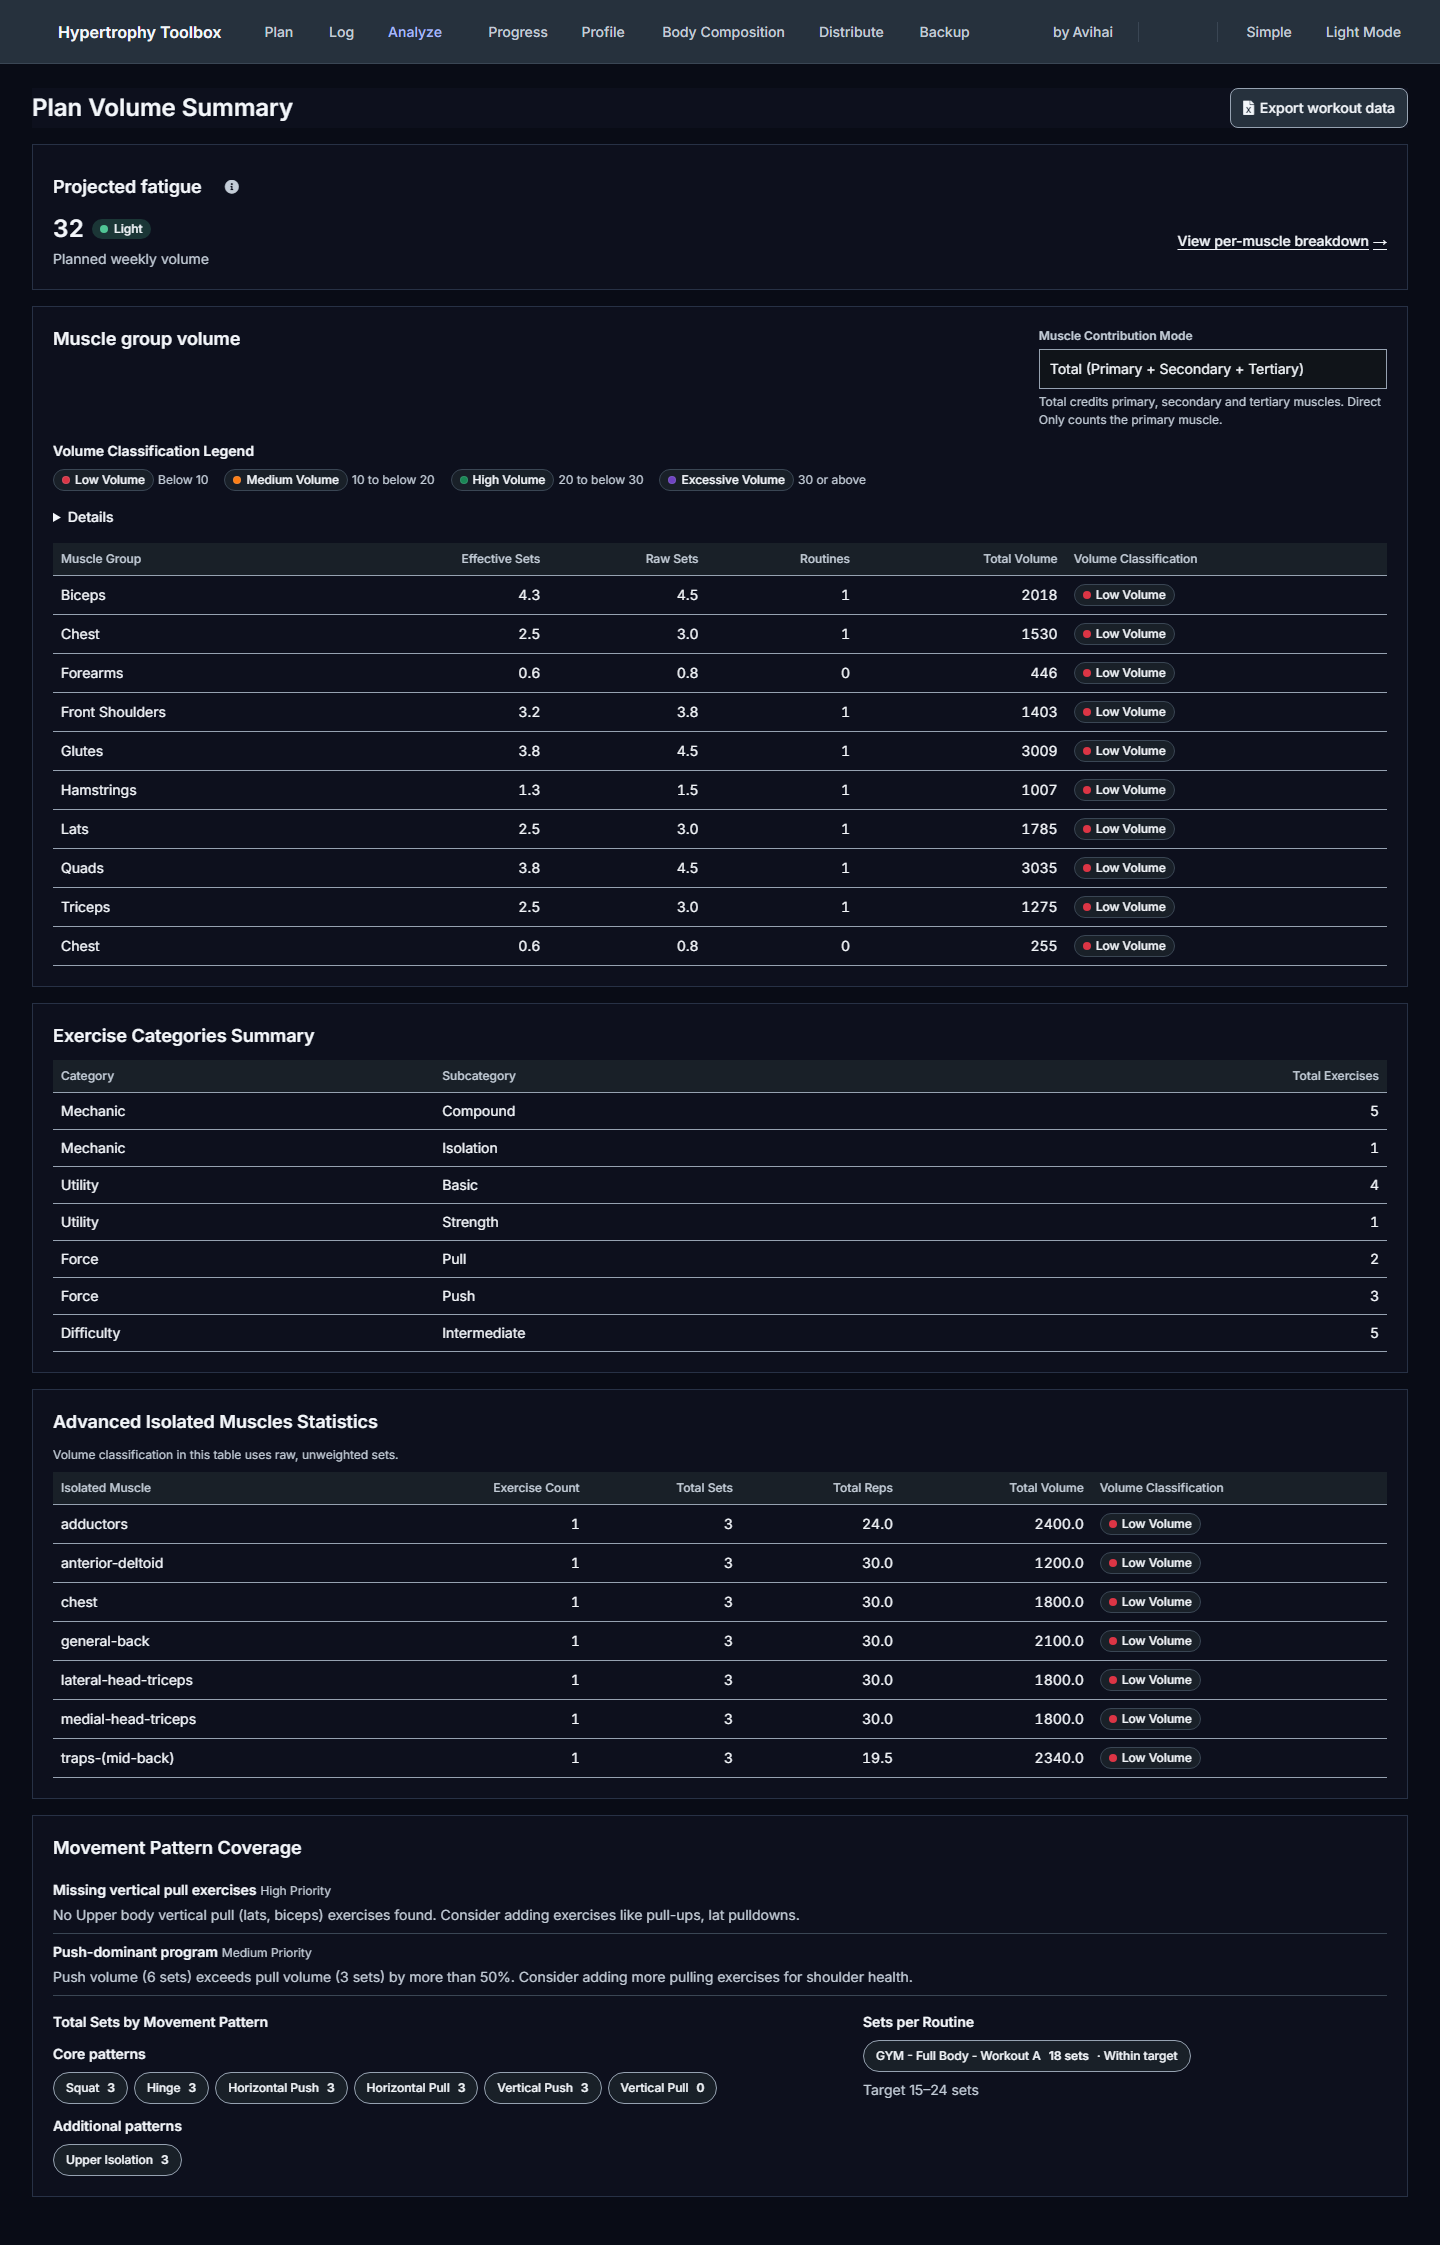 Hypertrophy Toolbox Plan Log Analyze Progress Profile Body Composition Distribute Backup by Avihai Simple Light Mode
Plan Volume Summary
Export workout data
Projected fatigue
32 Light
Planned weekly volume
View per-muscle breakdown →
Muscle group volume
Muscle Contribution Mode
Total (Primary + Secondary + Tertiary)
Total credits primary, secondary and tertiary muscles. Direct
Only counts the primary muscle.
Volume Classification Legend
Low Volume Below 10 Medium Volume 10 to below 20 High Volume 20 to below 30 Excessive Volume 30 or above
Details
Muscle Group Effective Sets Raw Sets Routines Total Volume Volume Classification
Biceps 4.3 4.5 1 2018 Low Volume
Chest 2.5 3.0 1 1530 Low Volume
Forearms 0.6 0.8 0 446 Low Volume
Front Shoulders 3.2 3.8 1 1403 Low Volume
Glutes 3.8 4.5 1 3009 Low Volume
Hamstrings 1.3 1.5 1 1007 Low Volume
Lats 2.5 3.0 1 1785 Low Volume
Quads 3.8 4.5 1 3035 Low Volume
Triceps 2.5 3.0 1 1275 Low Volume
Chest 0.6 0.8 0 255 Low Volume
Exercise Categories Summary
Category Subcategory Total Exercises
Mechanic Compound 5
Mechanic Isolation 1
Utility Basic 4
Utility Strength 1
Force Pull 2
Force Push 3
Difficulty Intermediate 5
Advanced Isolated Muscles Statistics
Volume classification in this table uses raw, unweighted sets.
Isolated Muscle Exercise Count Total Sets Total Reps Total Volume Volume Classification
adductors 1 3 24.0 2400.0 Low Volume
anterior-deltoid 1 3 30.0 1200.0 Low Volume
chest 1 3 30.0 1800.0 Low Volume
general-back 1 3 30.0 2100.0 Low Volume
lateral-head-triceps 1 3 30.0 1800.0 Low Volume
medial-head-triceps 1 3 30.0 1800.0 Low Volume
traps-(mid-back) 1 3 19.5 2340.0 Low Volume
Movement Pattern Coverage
Missing vertical pull exercises High Priority
No Upper body vertical pull (lats, biceps) exercises found. Consider adding exercises like pull-ups, lat pulldowns.
Push-dominant program Medium Priority
Push volume (6 sets) exceeds pull volume (3 sets) by more than 50%. Consider adding more pulling exercises for shoulder health.
Total Sets by Movement Pattern
Core patterns
Squat 3 Hinge 3 Horizontal Push 3 Horizontal Pull 3 Vertical Push 3 Vertical Pull 0
Additional patterns
Upper Isolation 3
Sets per Routine
GYM - Full Body - Workout A 18 sets · Within target
Target 15–24 sets